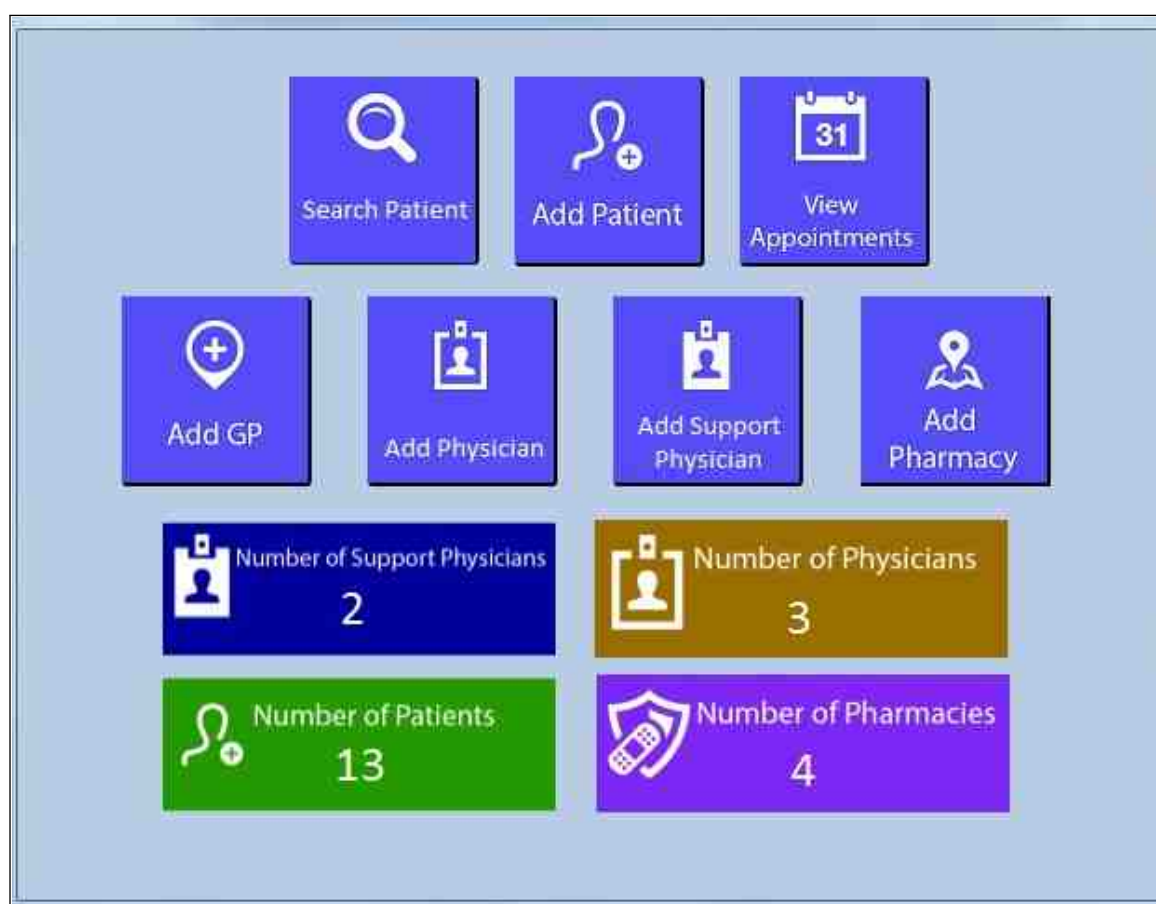 Search Patient
Add Patient
31
View
Appointments
Add GP
Add Physician
Add Support
Physician
Add
Pharmacy
Number of Support Physicians
2
Number of Physicians
3
Number of Patients
13
Number of Pharmacies
4